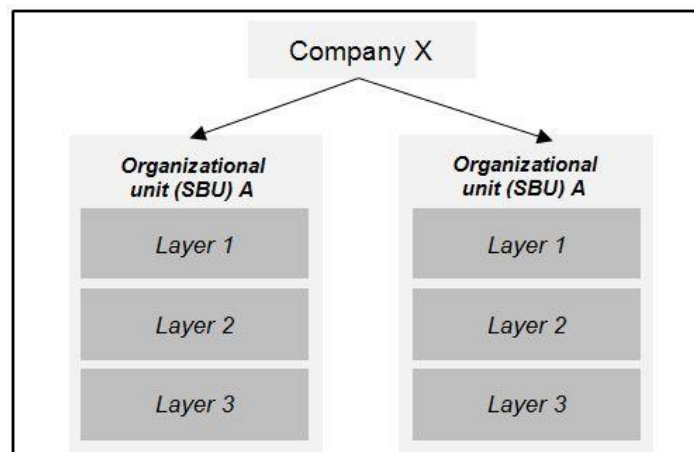 Company X
Organizational
unit (SBU) A
Layer 1
Layer 2
Layer 3
Organizational
unit (SBU) A
Layer 1
Layer 2
Layer 3